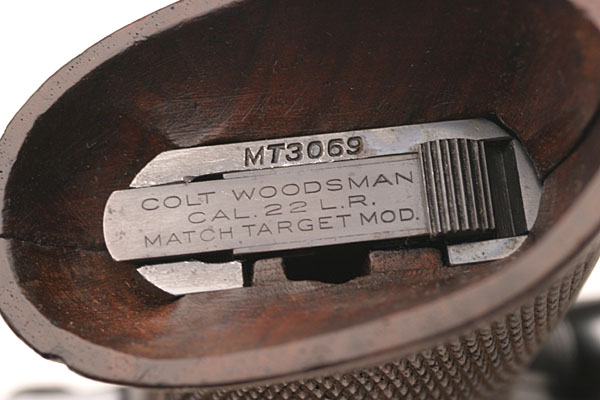 MT3069
COLT WOODSMAN
CAL. 22 L.R.
MATCH TARGET MOD.